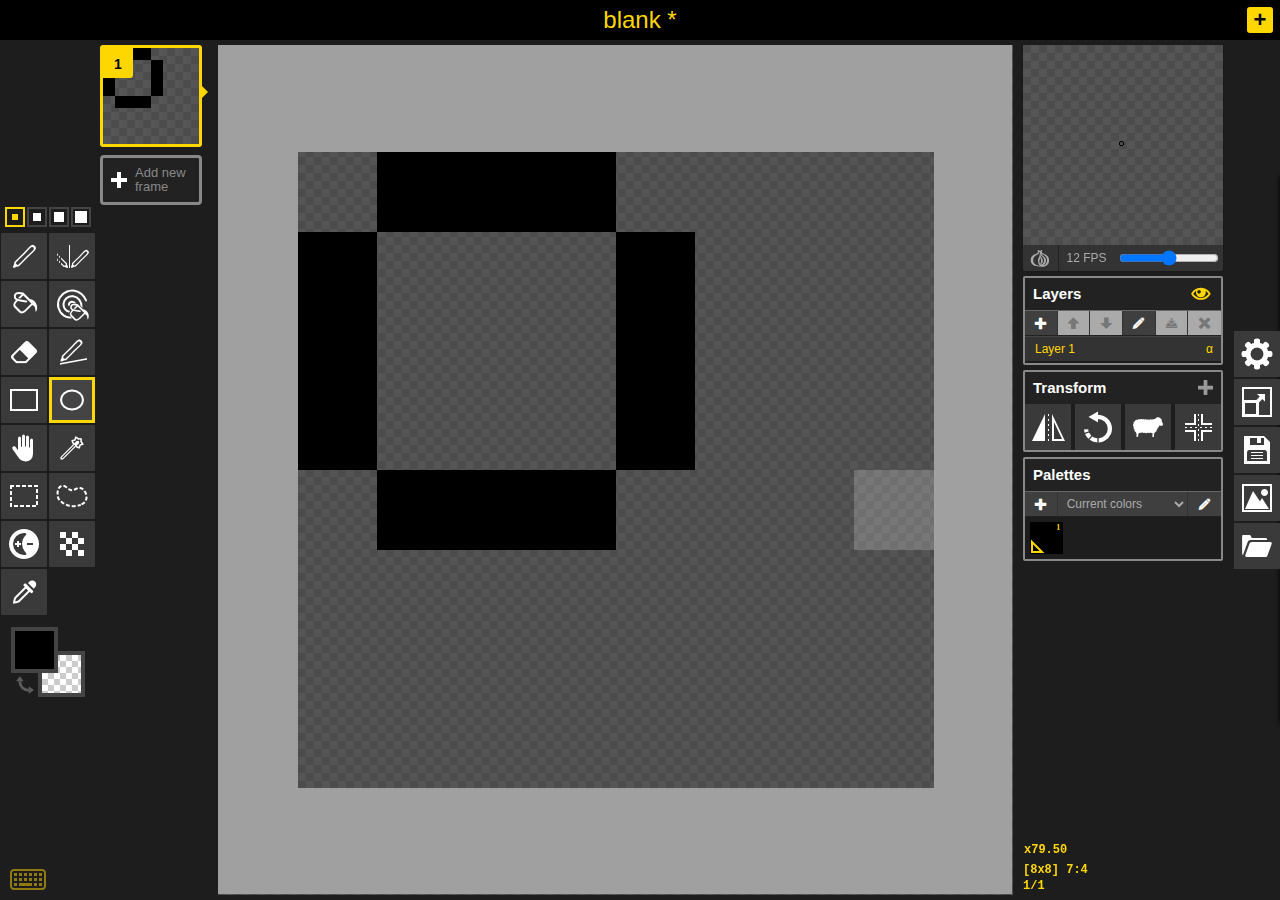 blank *
+
1
Add new
frame
12 FPS
Layers
Layer 1 α
Transform
Palettes
Current colors
1
x79.50
[8x8] 7:4
1/1